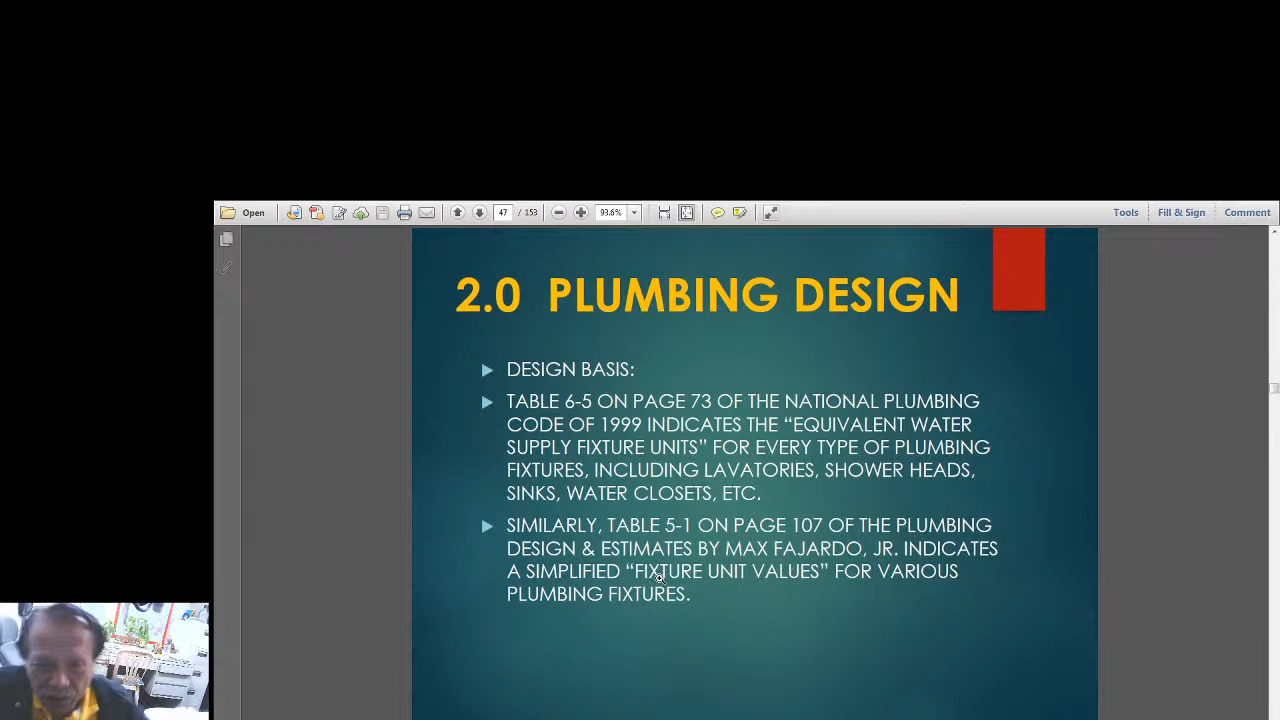 Open
47 / 153
93.6%
Tools
Fill & Sign
Comment
2.0 PLUMBING DESIGN
DESIGN BASIS:
TABLE 6-5 ON PAGE 73 OF THE NATIONAL PLUMBING
CODE OF 1999 INDICATES THE “EQUIVALENT WATER
SUPPLY FIXTURE UNITS” FOR EVERY TYPE OF PLUMBING
FIXTURES, INCLUDING LAVATORIES, SHOWER HEADS,
SINKS, WATER CLOSETS, ETC.
SIMILARLY, TABLE 5-1 ON PAGE 107 OF THE PLUMBING
DESIGN & ESTIMATES BY MAX FAJARDO, JR. INDICATES
A SIMPLIFIED “FIXTURE UNIT VALUES” FOR VARIOUS
PLUMBING FIXTURES.